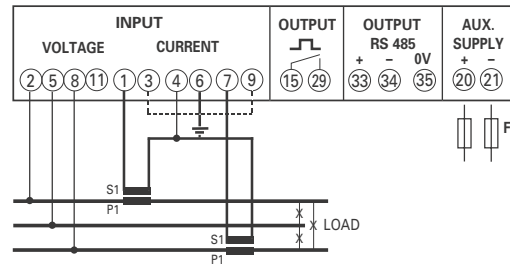 INPUT
OUTPUT
OUTPUT
RS 485
AUX.
SUPPLY
VOLTAGE
CURRENT
+ – 0V
+ –
2 5 8 11 1 3 4 6 7 9
15 29
33 34 35
20 21
F
S1
P1
LOAD
S1
P1